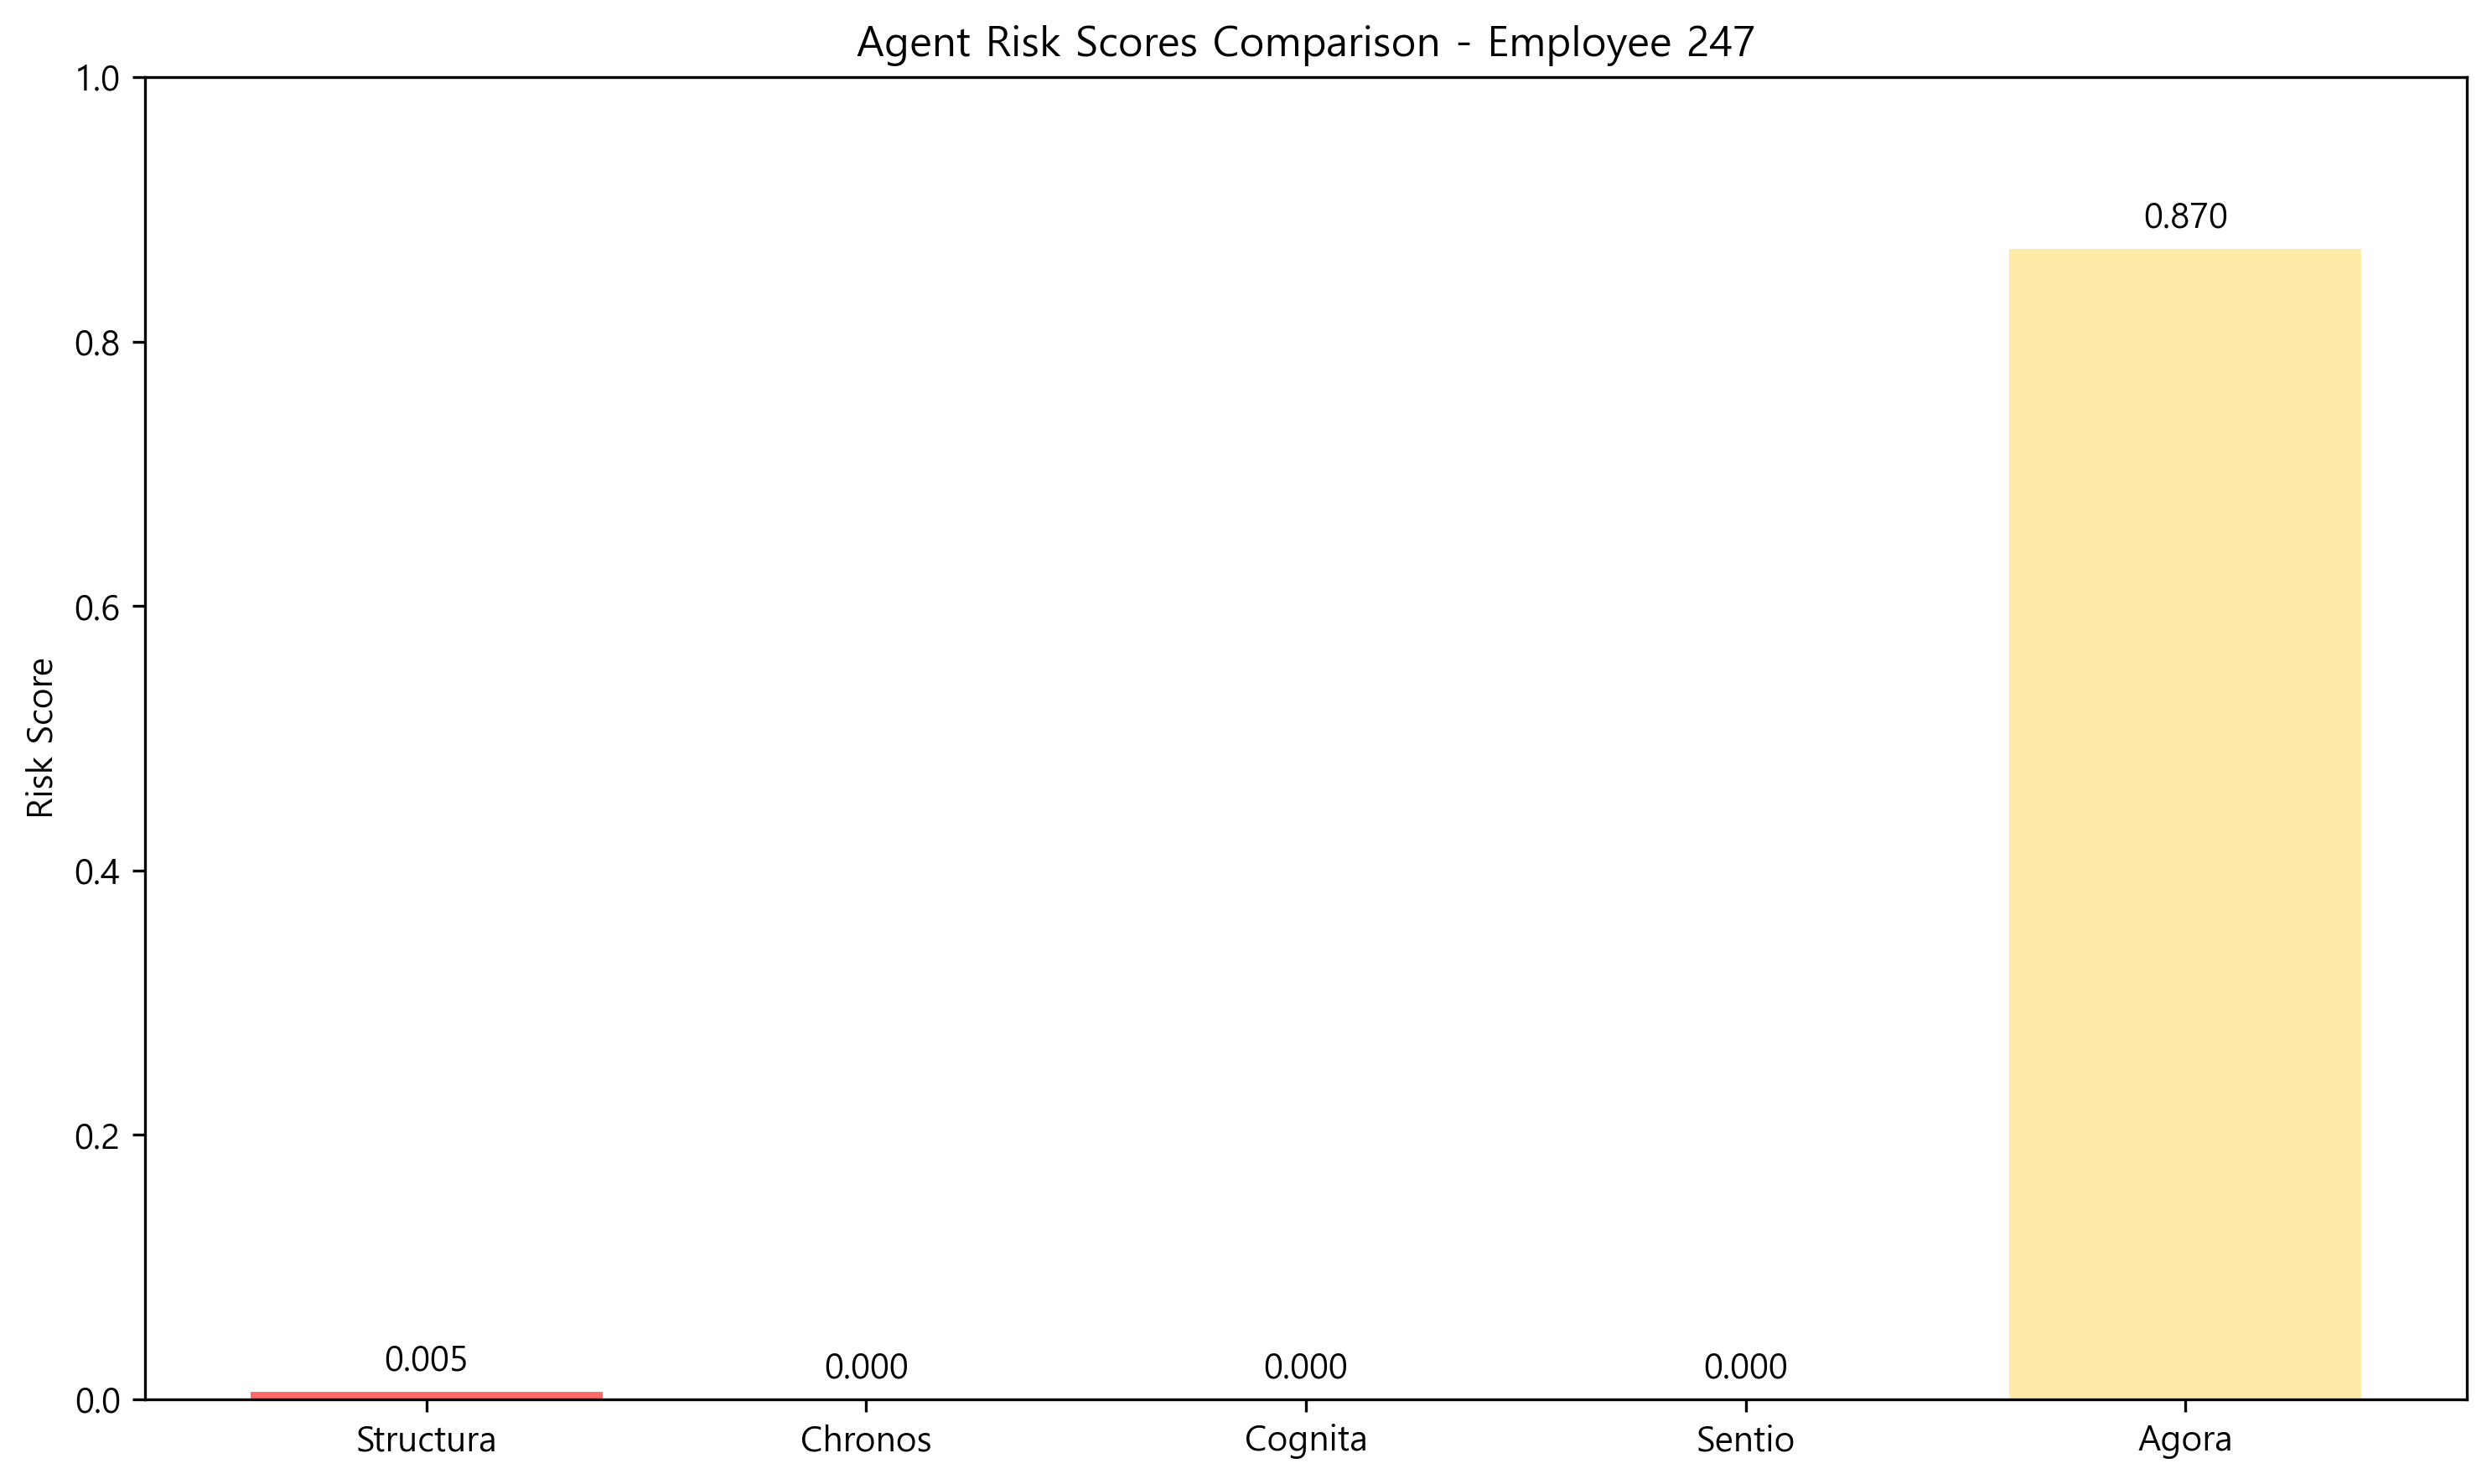 Agent Risk Scores Comparison - Employee 247
1.0
0.8
0.6
0.4
0.2
0.0
Risk Score
0.005
0.000
0.000
0.000
0.870
Structura
Chronos
Cognita
Sentio
Agora